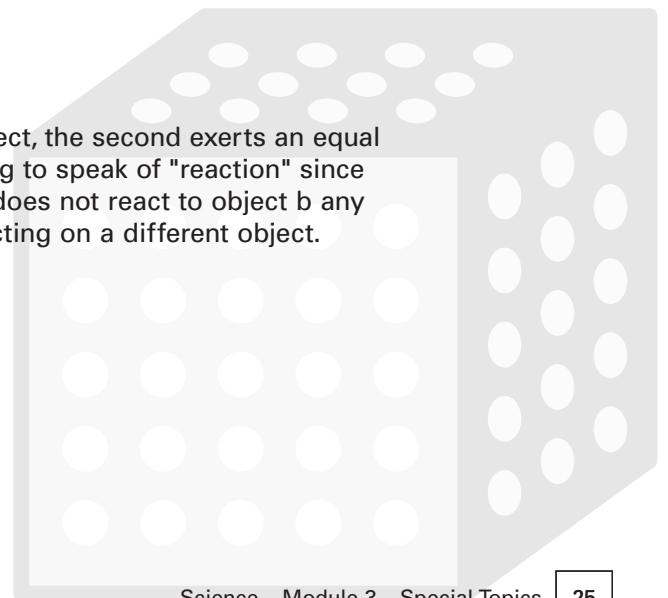 ect, the second exerts an equal
g to speak of "reaction" since
does not react to object b any
cting on a different object.
Science Module 3 Special Topics 25